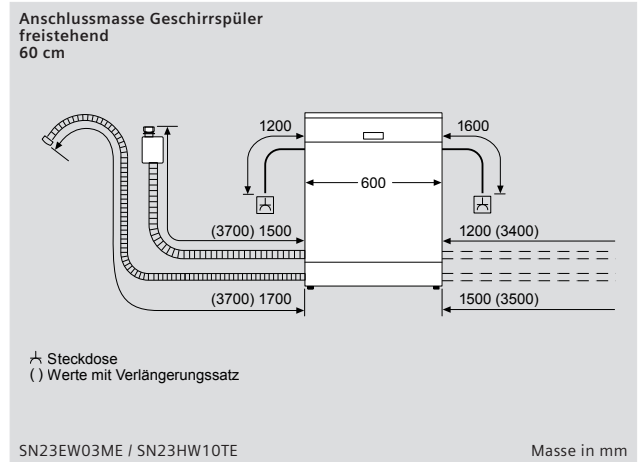 Anschlussmasse Geschirrspüler
freistehend
60 cm
1200
1600
600
(3700) 1500
1200 (3400)
(3700) 1700
1500 (3500)
Steckdose
( ) Werte mit Verlängerungssatz
SN23EW03ME / SN23HW10TE
Masse in mm